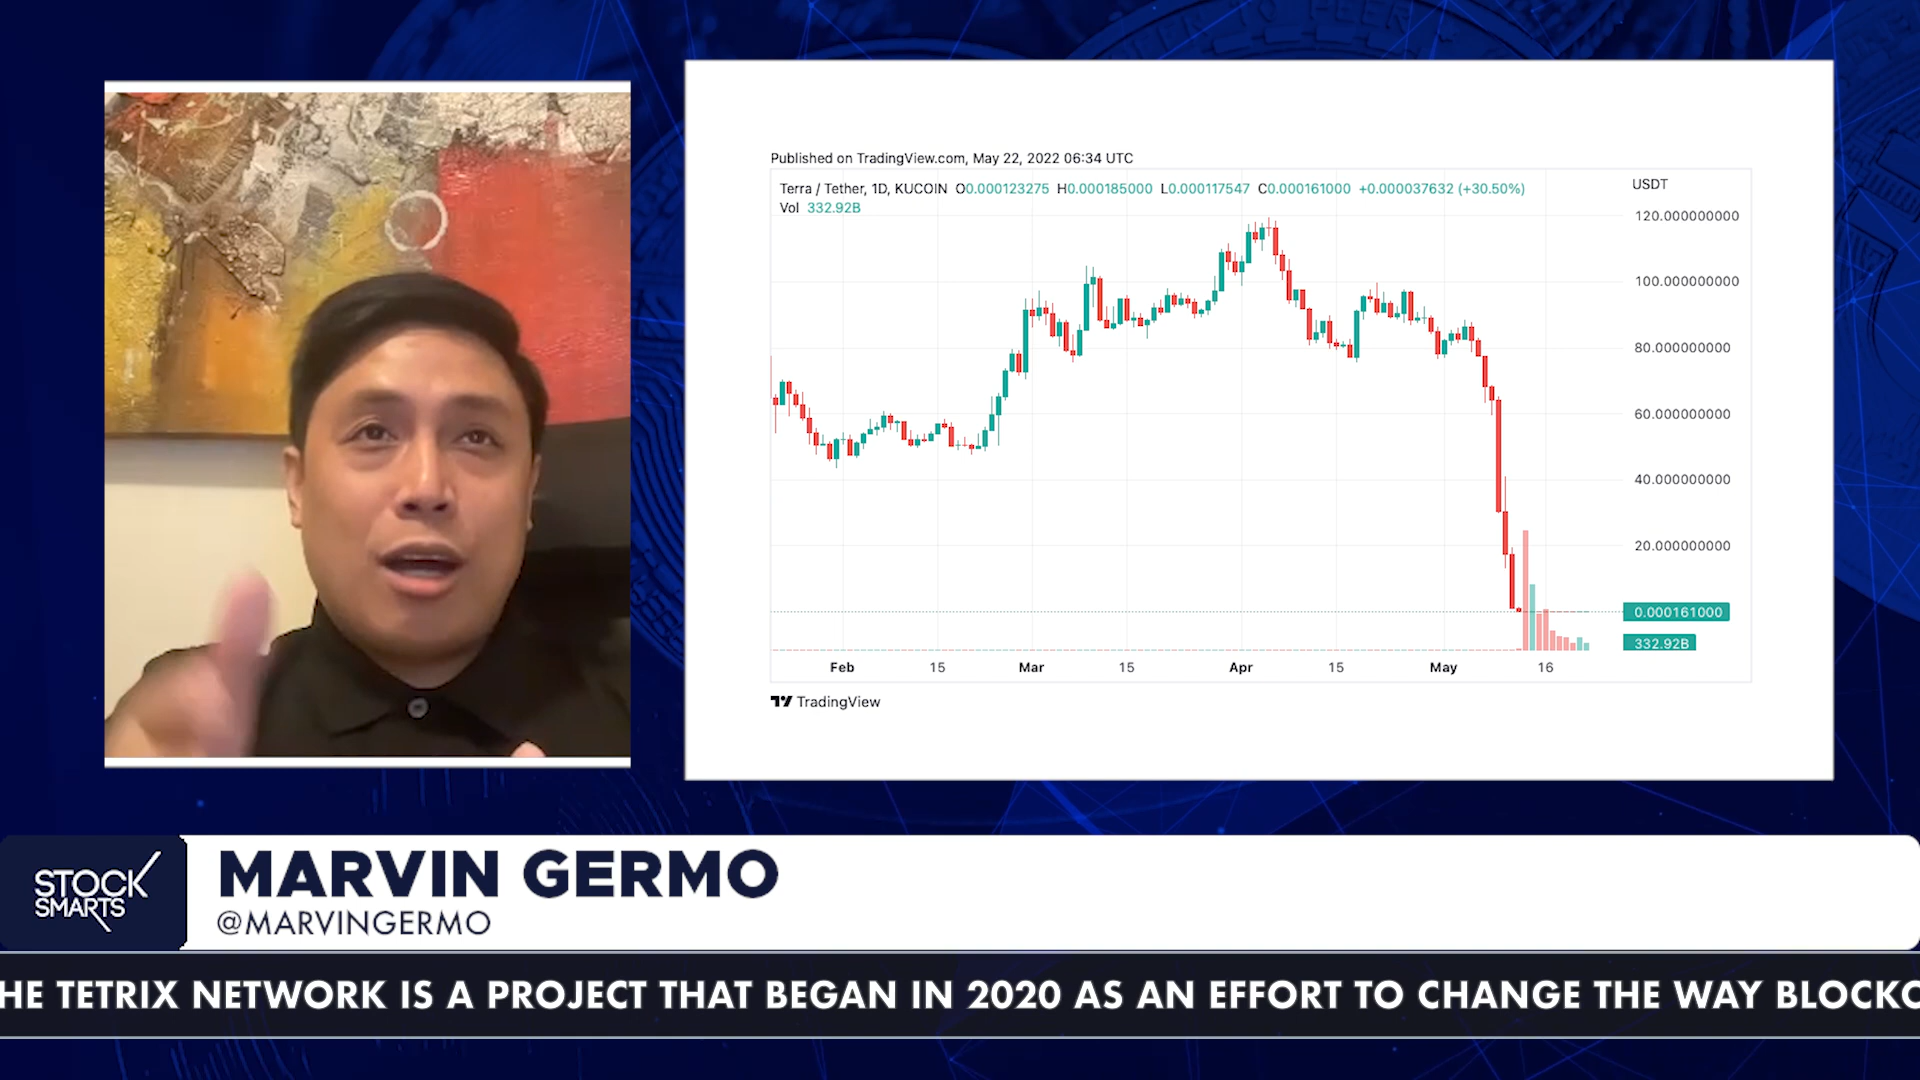 Published on TradingView.com, May 22, 2022 06:34 UTC
Terra / Tether, 1D, KUCOIN O0.000123275 H0.000185000 L0.000117547 C0.000161000 +0.000037632 (+30.50%)
Vol 332.92B
USDT
120.000000000
100.000000000
80.000000000
60.000000000
40.000000000
20.000000000
0.000161000
332.92B
Feb 15 Mar 15 Apr 15 May 16
TradingView
STOCK
SMARTS
MARVIN GERMO
@MARVINGERMO
HE TETRIX NETWORK IS A PROJECT THAT BEGAN IN 2020 AS AN EFFORT TO CHANGE THE WAY BLOCKC